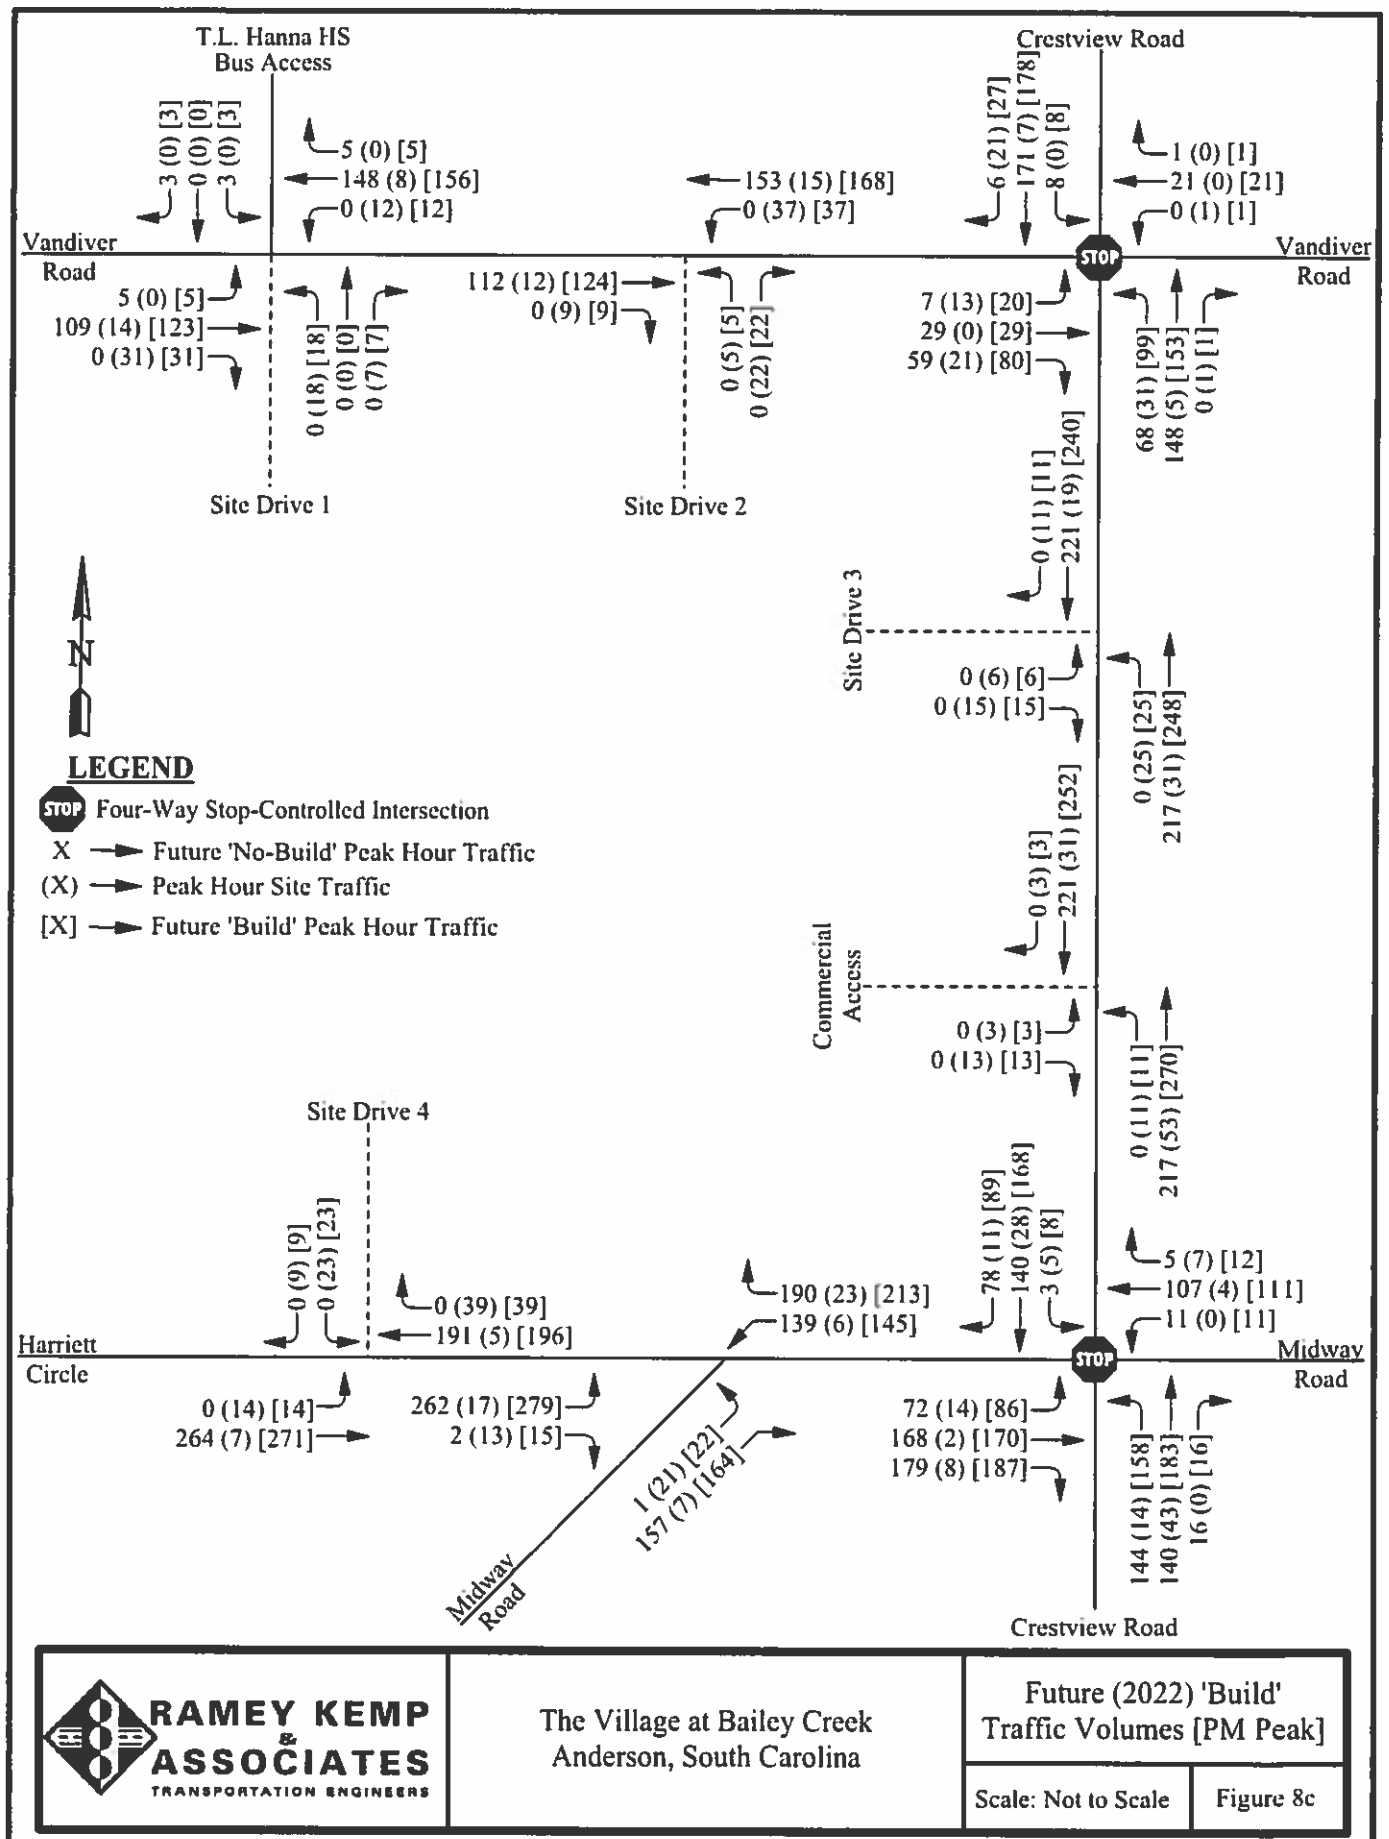 T.L. Hanna HS
Bus Access
Crestview Road
3 (0) [3]
0 (0) [0]
3 (0) [3]
5 (0) [5]
148 (8) [156]
0 (12) [12]
153 (15) [168]
0 (37) [37]
6 (21) [27]
171 (7) [178]
8 (0) [8]
1 (0) [1]
21 (0) [21]
0 (1) [1]
Vandiver
Road
STOP
Vandiver
Road
5 (0) [5]
109 (14) [123]
0 (31) [31]
0 (18) [18]
0 (0) [0]
0 (7) [7]
112 (12) [124]
0 (9) [9]
0 (5) [5]
0 (22) [22]
7 (13) [20]
29 (0) [29]
59 (21) [80]
68 (31) [99]
148 (5) [153]
0 (1) [1]
Site Drive 1
Site Drive 2
0 (11) [11]
221 (19) [240]
Site Drive 3
0 (6) [6]
0 (15) [15]
0 (25) [25]
217 (31) [248]
N
LEGEND
STOP Four-Way Stop-Controlled Intersection
X Future 'No-Build' Peak Hour Traffic
(X) Peak Hour Site Traffic
[X] Future 'Build' Peak Hour Traffic
0 (3) [3]
221 (31) [252]
Commercial
Access
0 (3) [3]
0 (13) [13]
0 (11) [11]
217 (53) [270]
Site Drive 4
0 (9) [9]
0 (23) [23]
0 (39) [39]
191 (5) [196]
190 (23) [213]
139 (6) [145]
78 (11) [89]
140 (28) [168]
3 (5) [8]
5 (7) [12]
107 (4) [111]
11 (0) [11]
Harriett
Circle
STOP
Midway
Road
0 (14) [14]
264 (7) [271]
262 (17) [279]
2 (13) [15]
1 (21) [22]
157 (7) [164]
72 (14) [86]
168 (2) [170]
179 (8) [187]
144 (14) [158]
140 (43) [183]
16 (0) [16]
Midway
Road
Crestview Road
RAMEY KEMP
&
ASSOCIATES
TRANSPORTATION ENGINEERS
The Village at Bailey Creek
Anderson, South Carolina
Future (2022) 'Build'
Traffic Volumes [PM Peak]
Scale: Not to Scale
Figure 8c